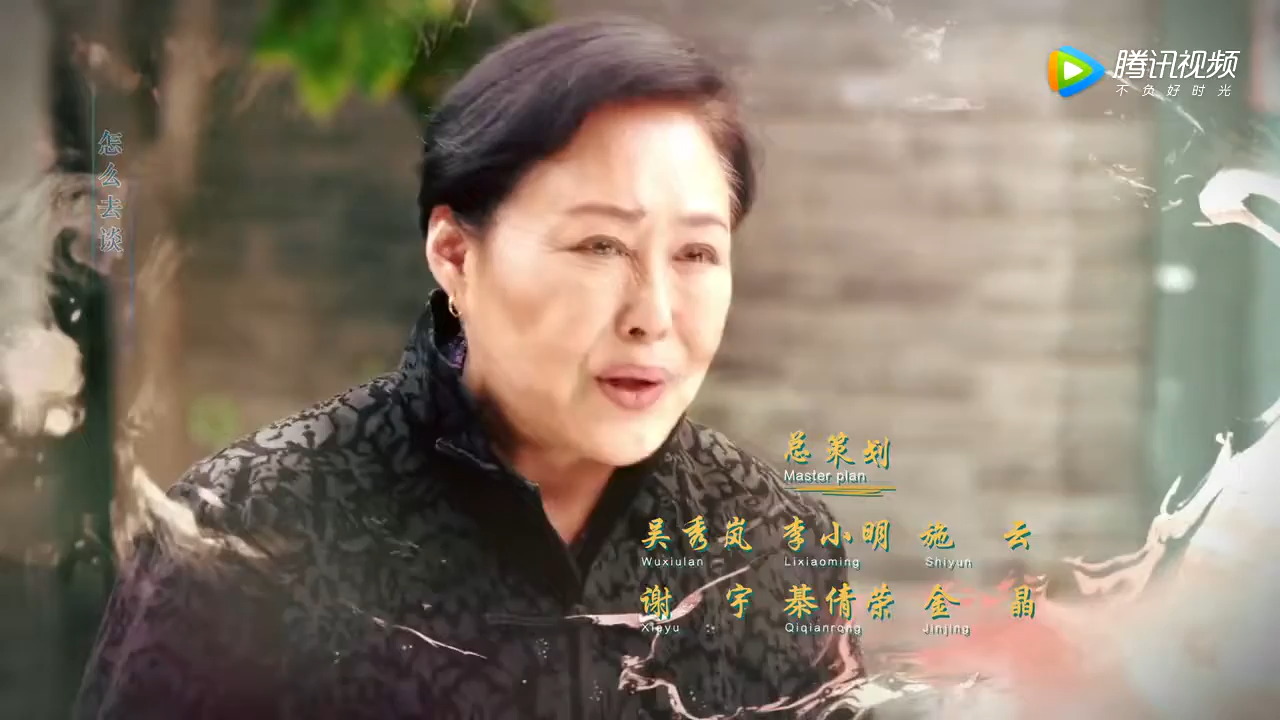 腾讯视频
不负好时光
怎么去谈
总策划
Master plan
吴秀岚 李小明 施云
Wuxiulan Lixiaoming Shiyun
谢宇 綦倩荣 金晶
Xieyu Qiqianrong Jinjing